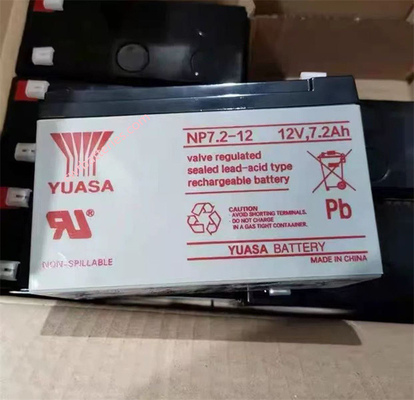 NP7.2-12 12V,7.2Ah
valve regulated
sealed lead-acid type
rechargeable battery
YUASA
Pb
CAUTION:
AVOID SHORTING TERMINALS.
DO NOT CHARGE
IN A GAS TIGHT CONTAINER.
NON-SPILLABLE
YUASA BATTERY
MADE IN CHINA